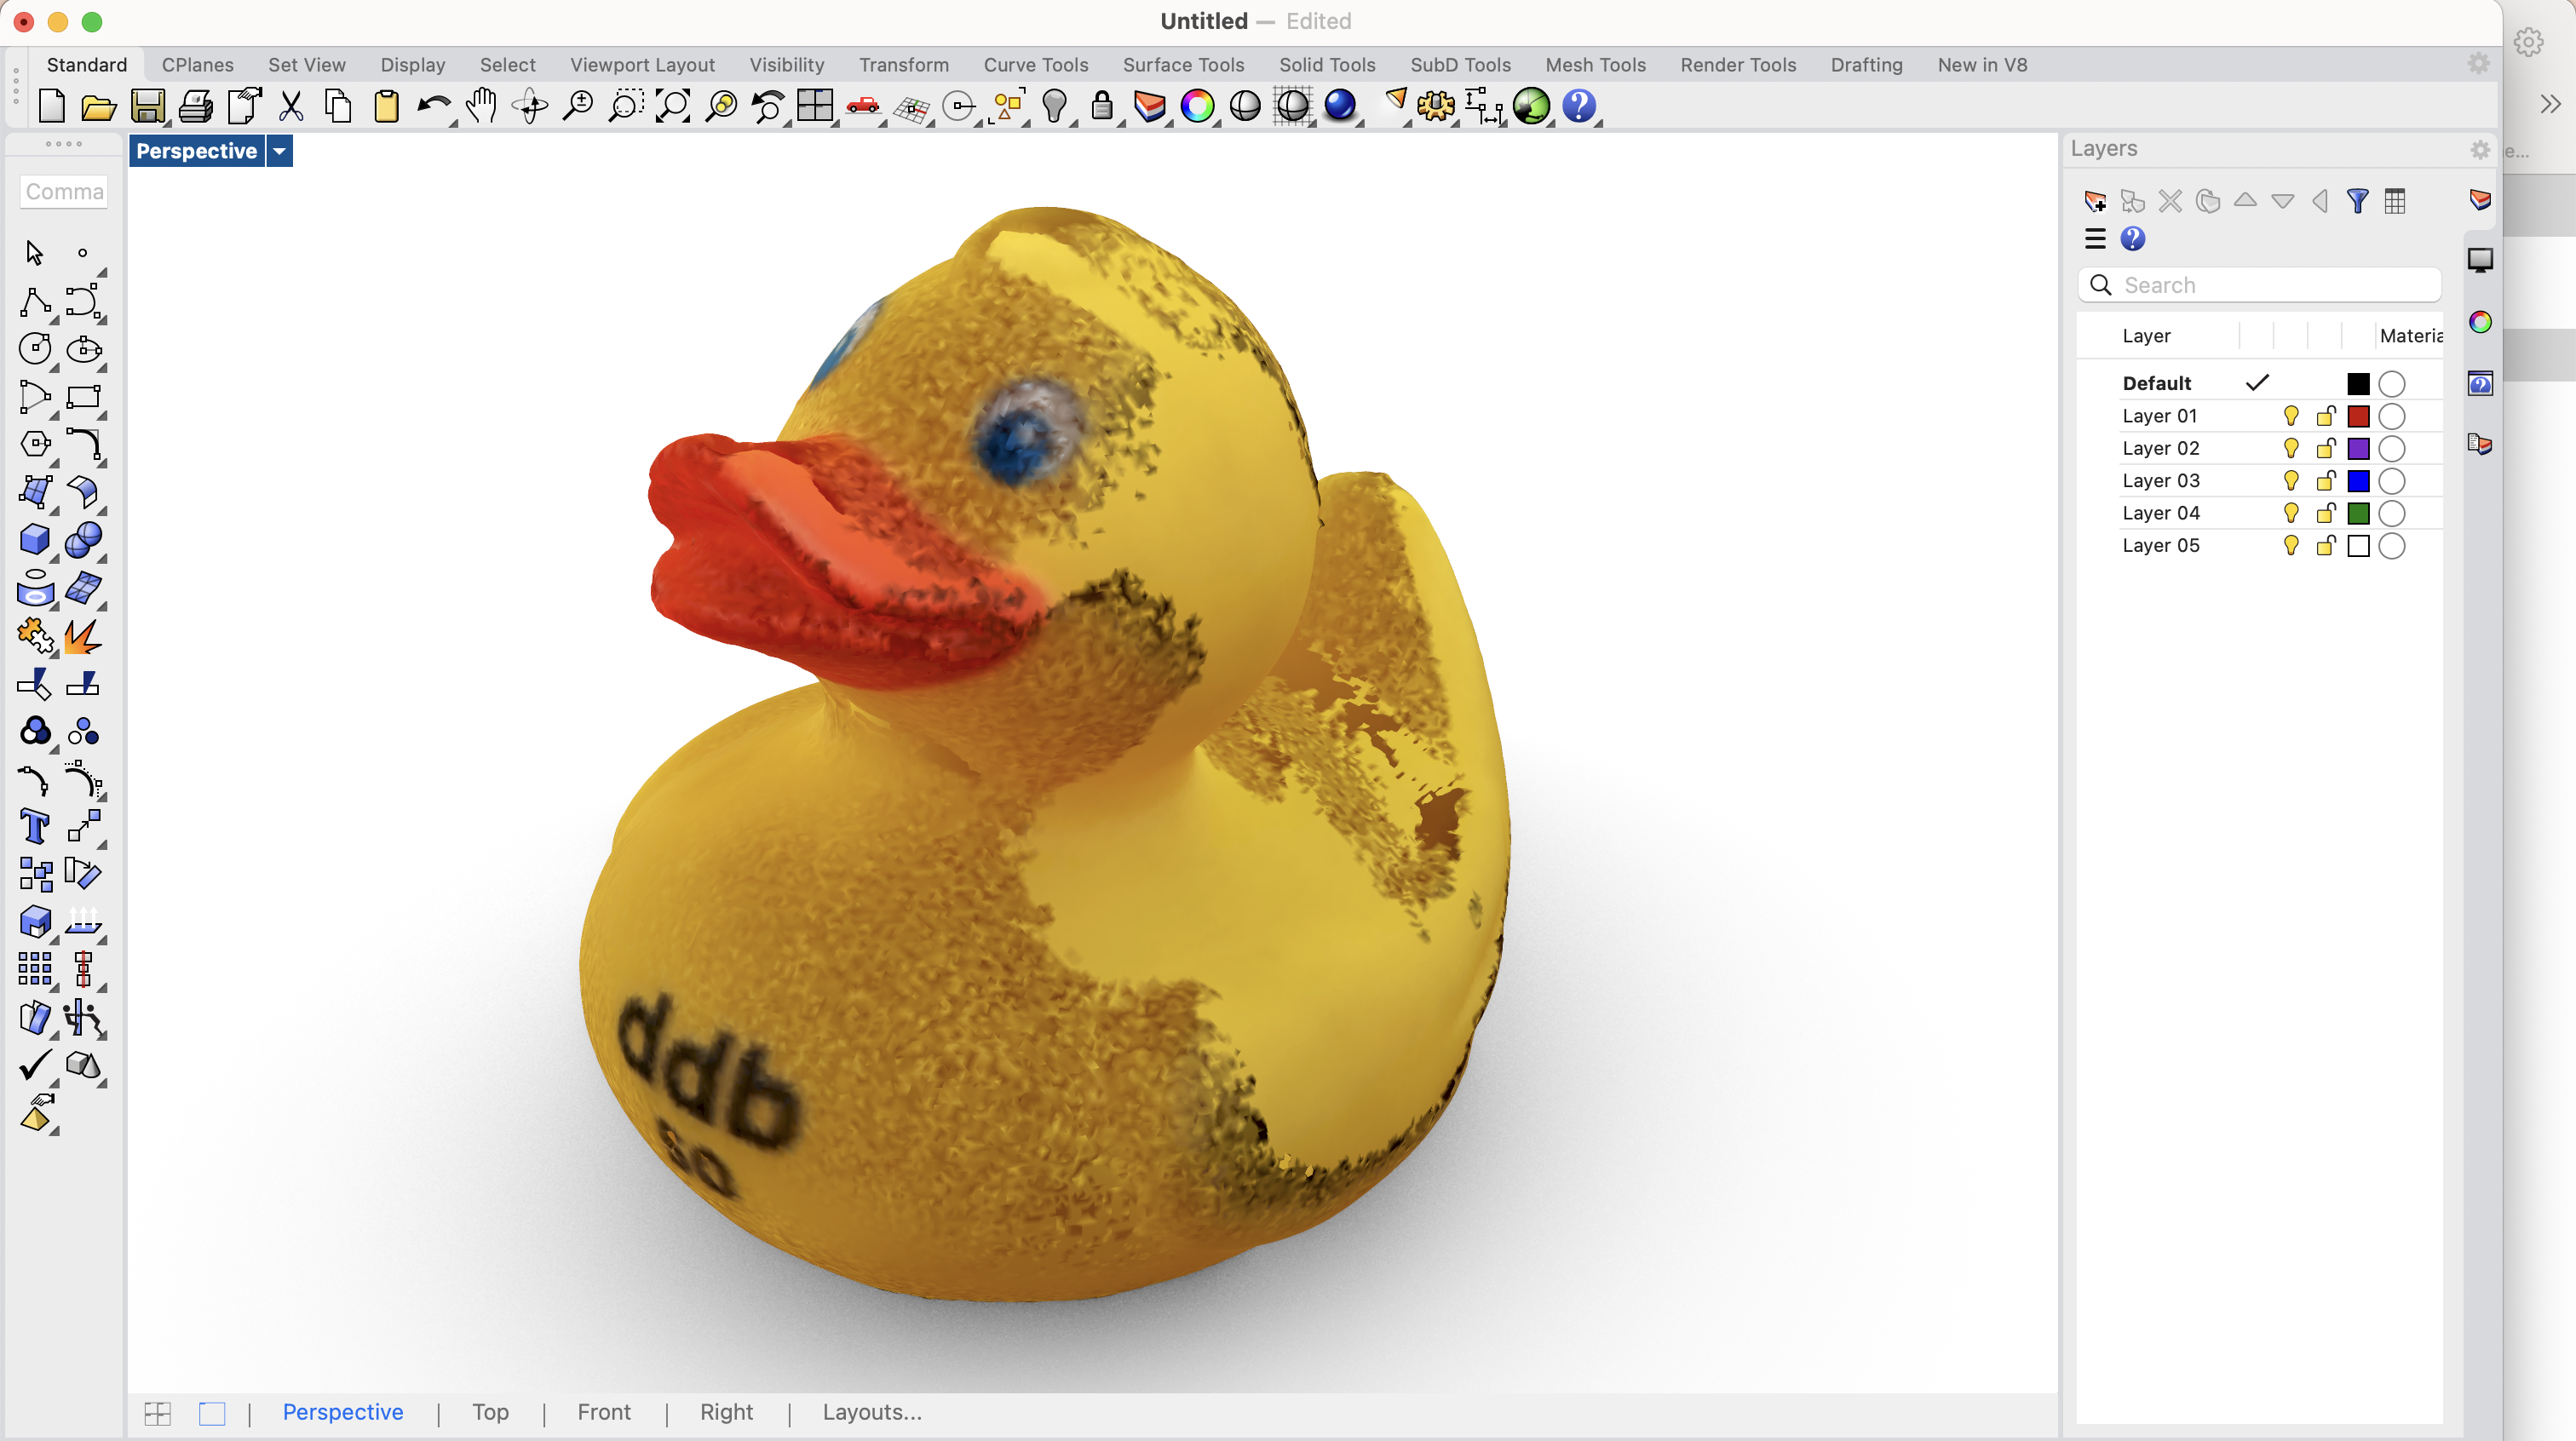 Untitled — Edited
Standard CPlanes Set View Display Select Viewport Layout Visibility Transform Curve Tools Surface Tools Solid Tools SubD Tools Mesh Tools Render Tools Drafting New in V8
Perspective
Comma
Layers
e...
Search
Layer Materia
Default
Layer 01
Layer 02
Layer 03
Layer 04
Layer 05
ddb
so
Perspective | Top | Front | Right | Layouts...